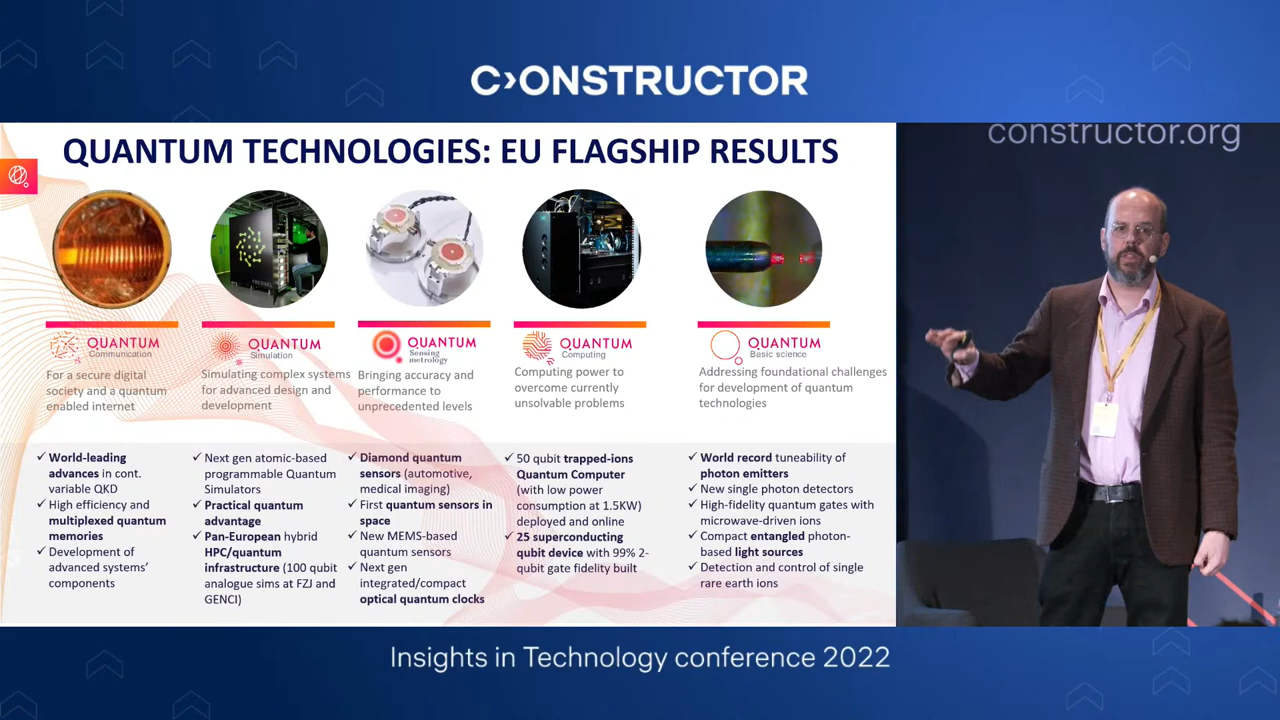 C›ONSTRUCTOR
constructor.org
QUANTUM TECHNOLOGIES: EU FLAGSHIP RESULTS
QUANTUM
Communication
For a secure digital
society and a quantum
enabled internet
QUANTUM
Simulation
Simulating complex systems
for advanced design and
development
QUANTUM
Sensing
metrology
Bringing accuracy and
performance to
unprecedented levels
QUANTUM
Computing
Computing power to
overcome currently
unsolvable problems
QUANTUM
Basic science
Addressing foundational challenges
for development of quantum
technologies
✓ World-leading
advances in cont.
variable QKD
✓ High efficiency and
multiplexed quantum
memories
✓ Development of
advanced systems’
components
✓ Next gen atomic-based
programmable Quantum
Simulators
✓ Practical quantum
advantage
✓ Pan-European hybrid
HPC/quantum
infrastructure (100 qubit
analogue sims at FZJ and
GENCI)
✓ Diamond quantum
sensors (automotive,
medical imaging)
✓ First quantum sensors in
space
✓ New MEMS-based
quantum sensors
✓ Next gen
integrated/compact
optical quantum clocks
✓ 50 qubit trapped-ions
Quantum Computer
(with low power
consumption at 1.5KW)
deployed and online
✓ 25 superconducting
qubit device with 99% 2-
qubit gate fidelity built
✓ World record tuneability of
photon emitters
✓ New single photon detectors
✓ High-fidelity quantum gates with
microwave-driven ions
✓ Compact entangled photon-
based light sources
✓ Detection and control of single
rare earth ions
Insights in Technology conference 2022